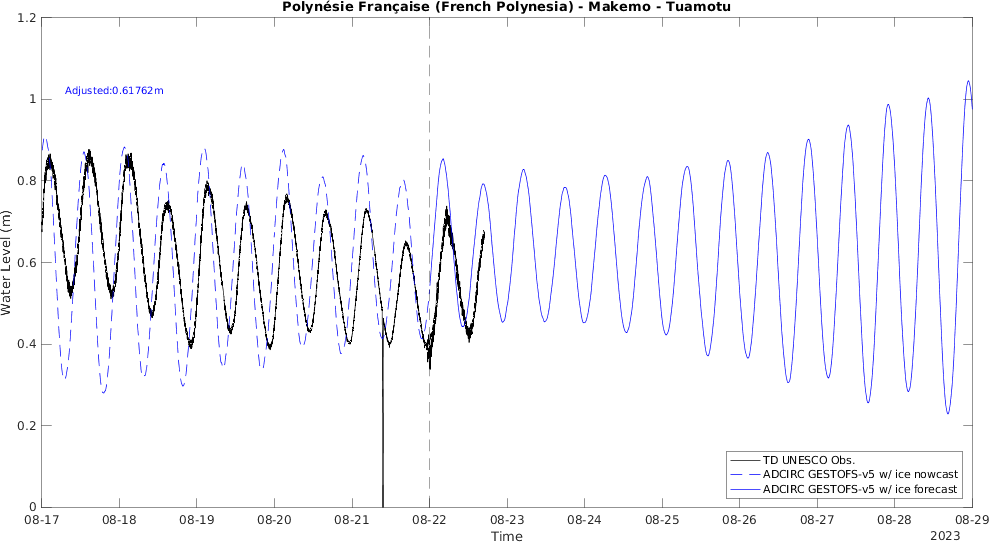 Polynésie Française (French Polynesia) - Makemo - Tuamotu
1.2
1
0.8
0.6
0.4
0.2
0
Water Level (m)
Adjusted:0.61762m
TD UNESCO Obs.
ADCIRC GESTOFS-v5 w/ ice nowcast
ADCIRC GESTOFS-v5 w/ ice forecast
08-17 08-18 08-19 08-20 08-21 08-22 08-23 08-24 08-25 08-26 08-27 08-28 08-29
Time
2023